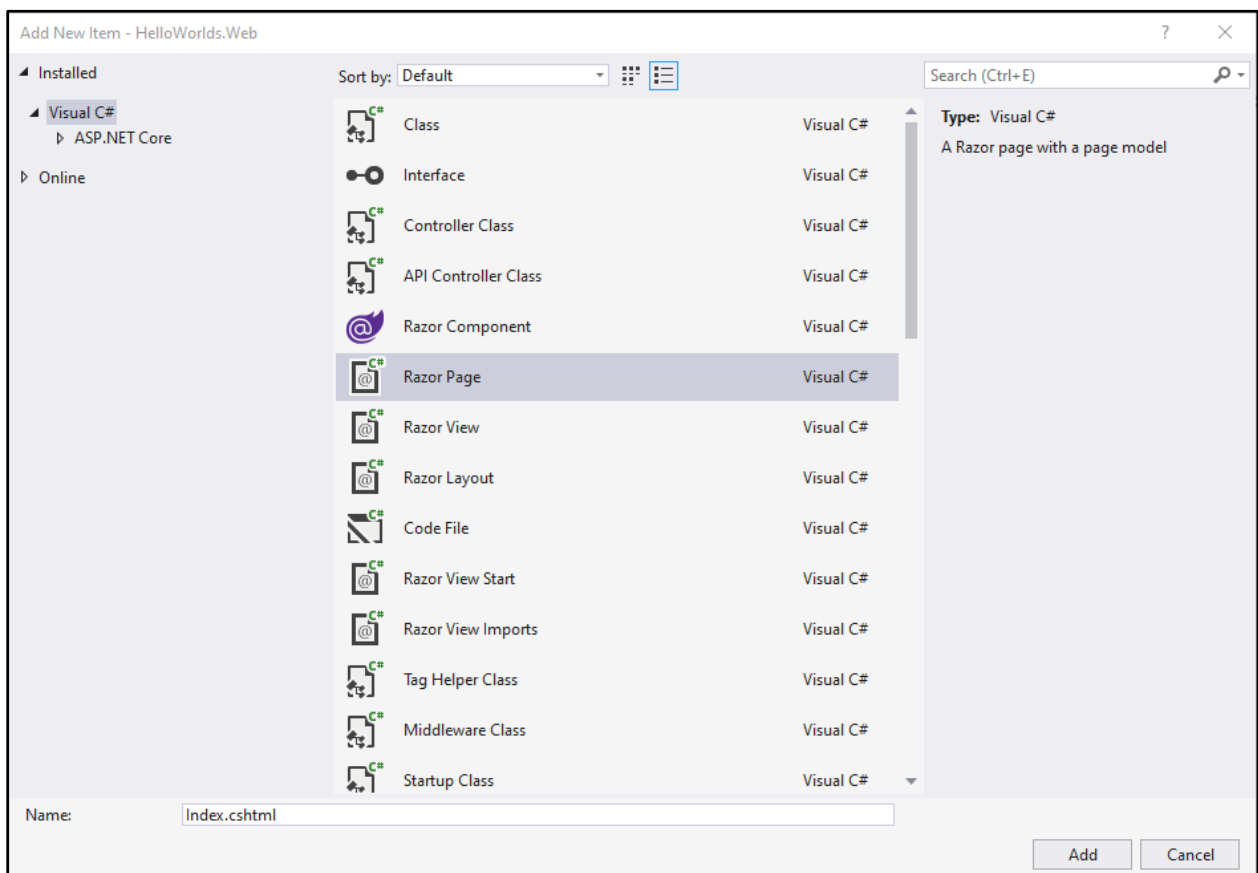 Add New Item - HelloWorlds.Web
?
Installed
Visual C#
ASP.NET Core
Online
Sort by: Default
Search (Ctrl+E)
C# Class Visual C#
Interface Visual C#
C# Controller Class Visual C#
C# API Controller Class Visual C#
@ Razor Component Visual C#
C# @ Razor Page Visual C#
C# @ Razor View Visual C#
C# @ Razor Layout Visual C#
C# Code File Visual C#
C# @ Razor View Start Visual C#
C# @ Razor View Imports Visual C#
C# Tag Helper Class Visual C#
C# Middleware Class Visual C#
C# Startup Class Visual C#
Type: Visual C#
A Razor page with a page model
Name: Index.cshtml
Add Cancel